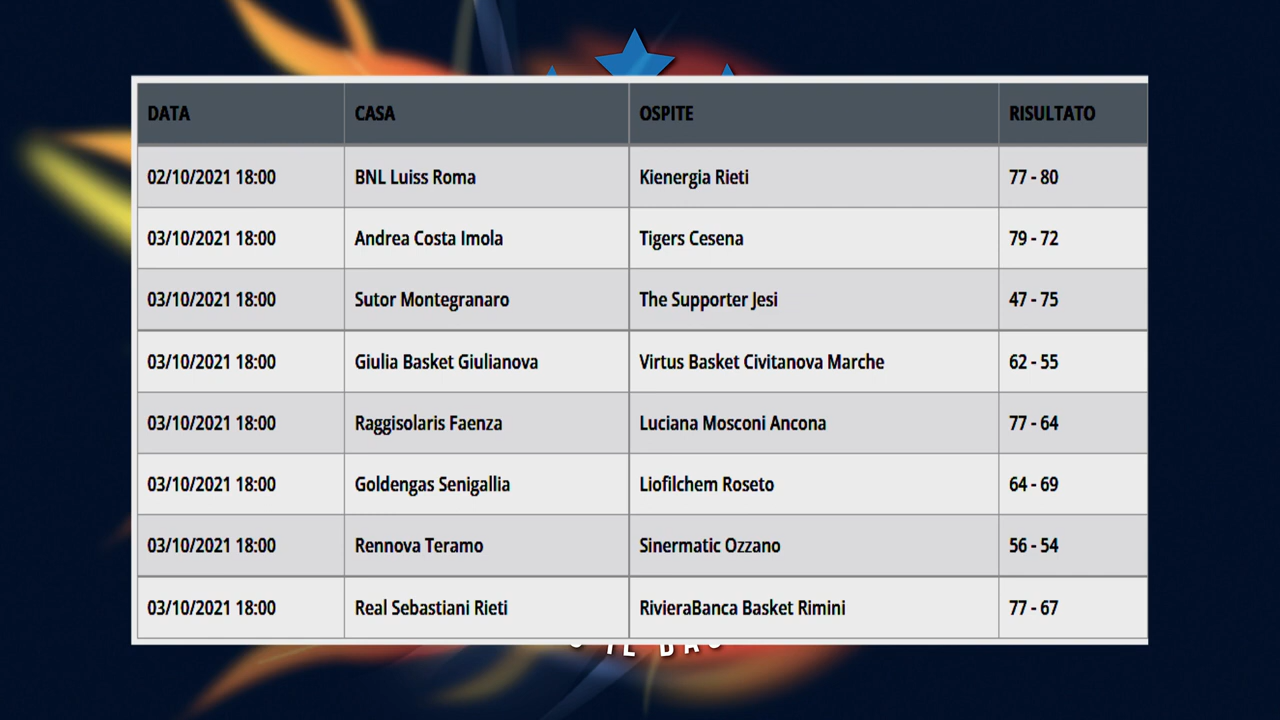 DATA CASA OSPITE RISULTATO
02/10/2021 18:00 BNL Luiss Roma Kienergia Rieti 77 - 80
03/10/2021 18:00 Andrea Costa Imola Tigers Cesena 79 - 72
03/10/2021 18:00 Sutor Montegranaro The Supporter Jesi 47 - 75
03/10/2021 18:00 Giulia Basket Giulianova Virtus Basket Civitanova Marche 62 - 55
03/10/2021 18:00 Raggisolaris Faenza Luciana Mosconi Ancona 77 - 64
03/10/2021 18:00 Goldengas Senigallia Liofilchem Roseto 64 - 69
03/10/2021 18:00 Rennova Teramo Sinermatic Ozzano 56 - 54
03/10/2021 18:00 Real Sebastiani Rieti RivieraBanca Basket Rimini 77 - 67
IL